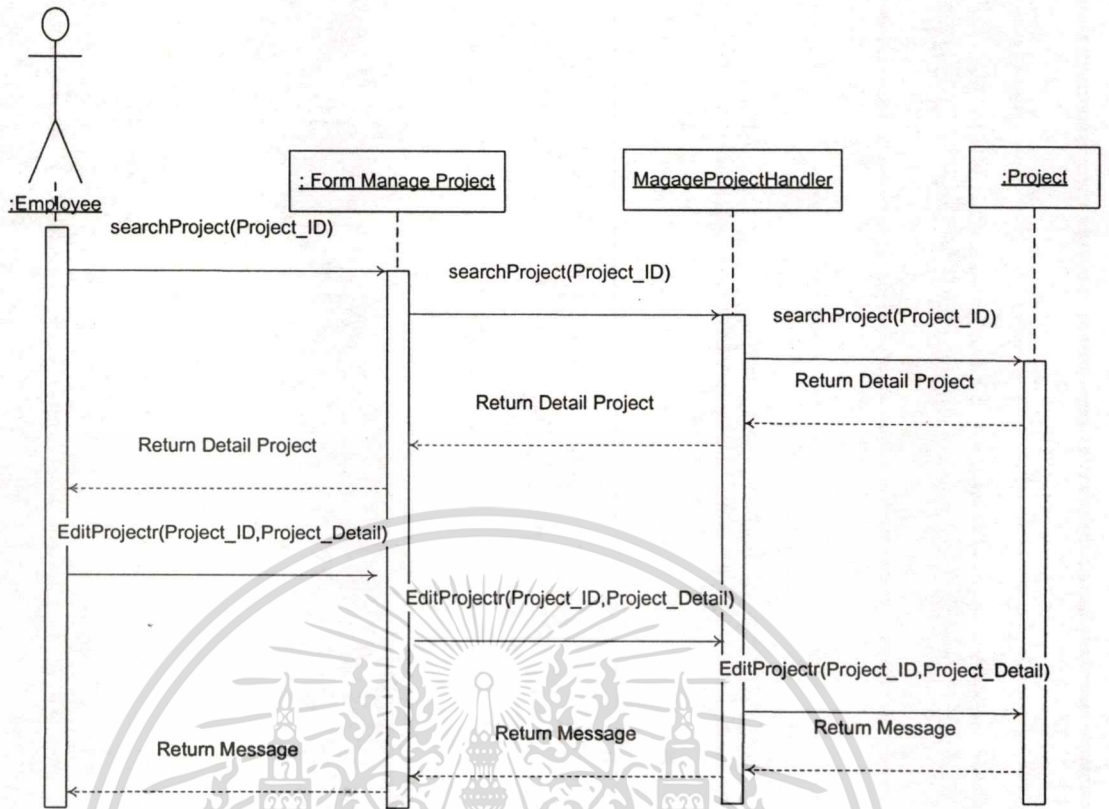 : Form Manage Project
MagageProjectHandler
:Project
:Employee
searchProject(Project_ID)
searchProject(Project_ID)
searchProject(Project_ID)
Return Detail Project
Return Detail Project
Return Detail Project
EditProjectr(Project_ID,Project_Detail)
EditProjectr(Project_ID,Project_Detail)
EditProjectr(Project_ID,Project_Detail)
Return Message
Return Message
Return Message